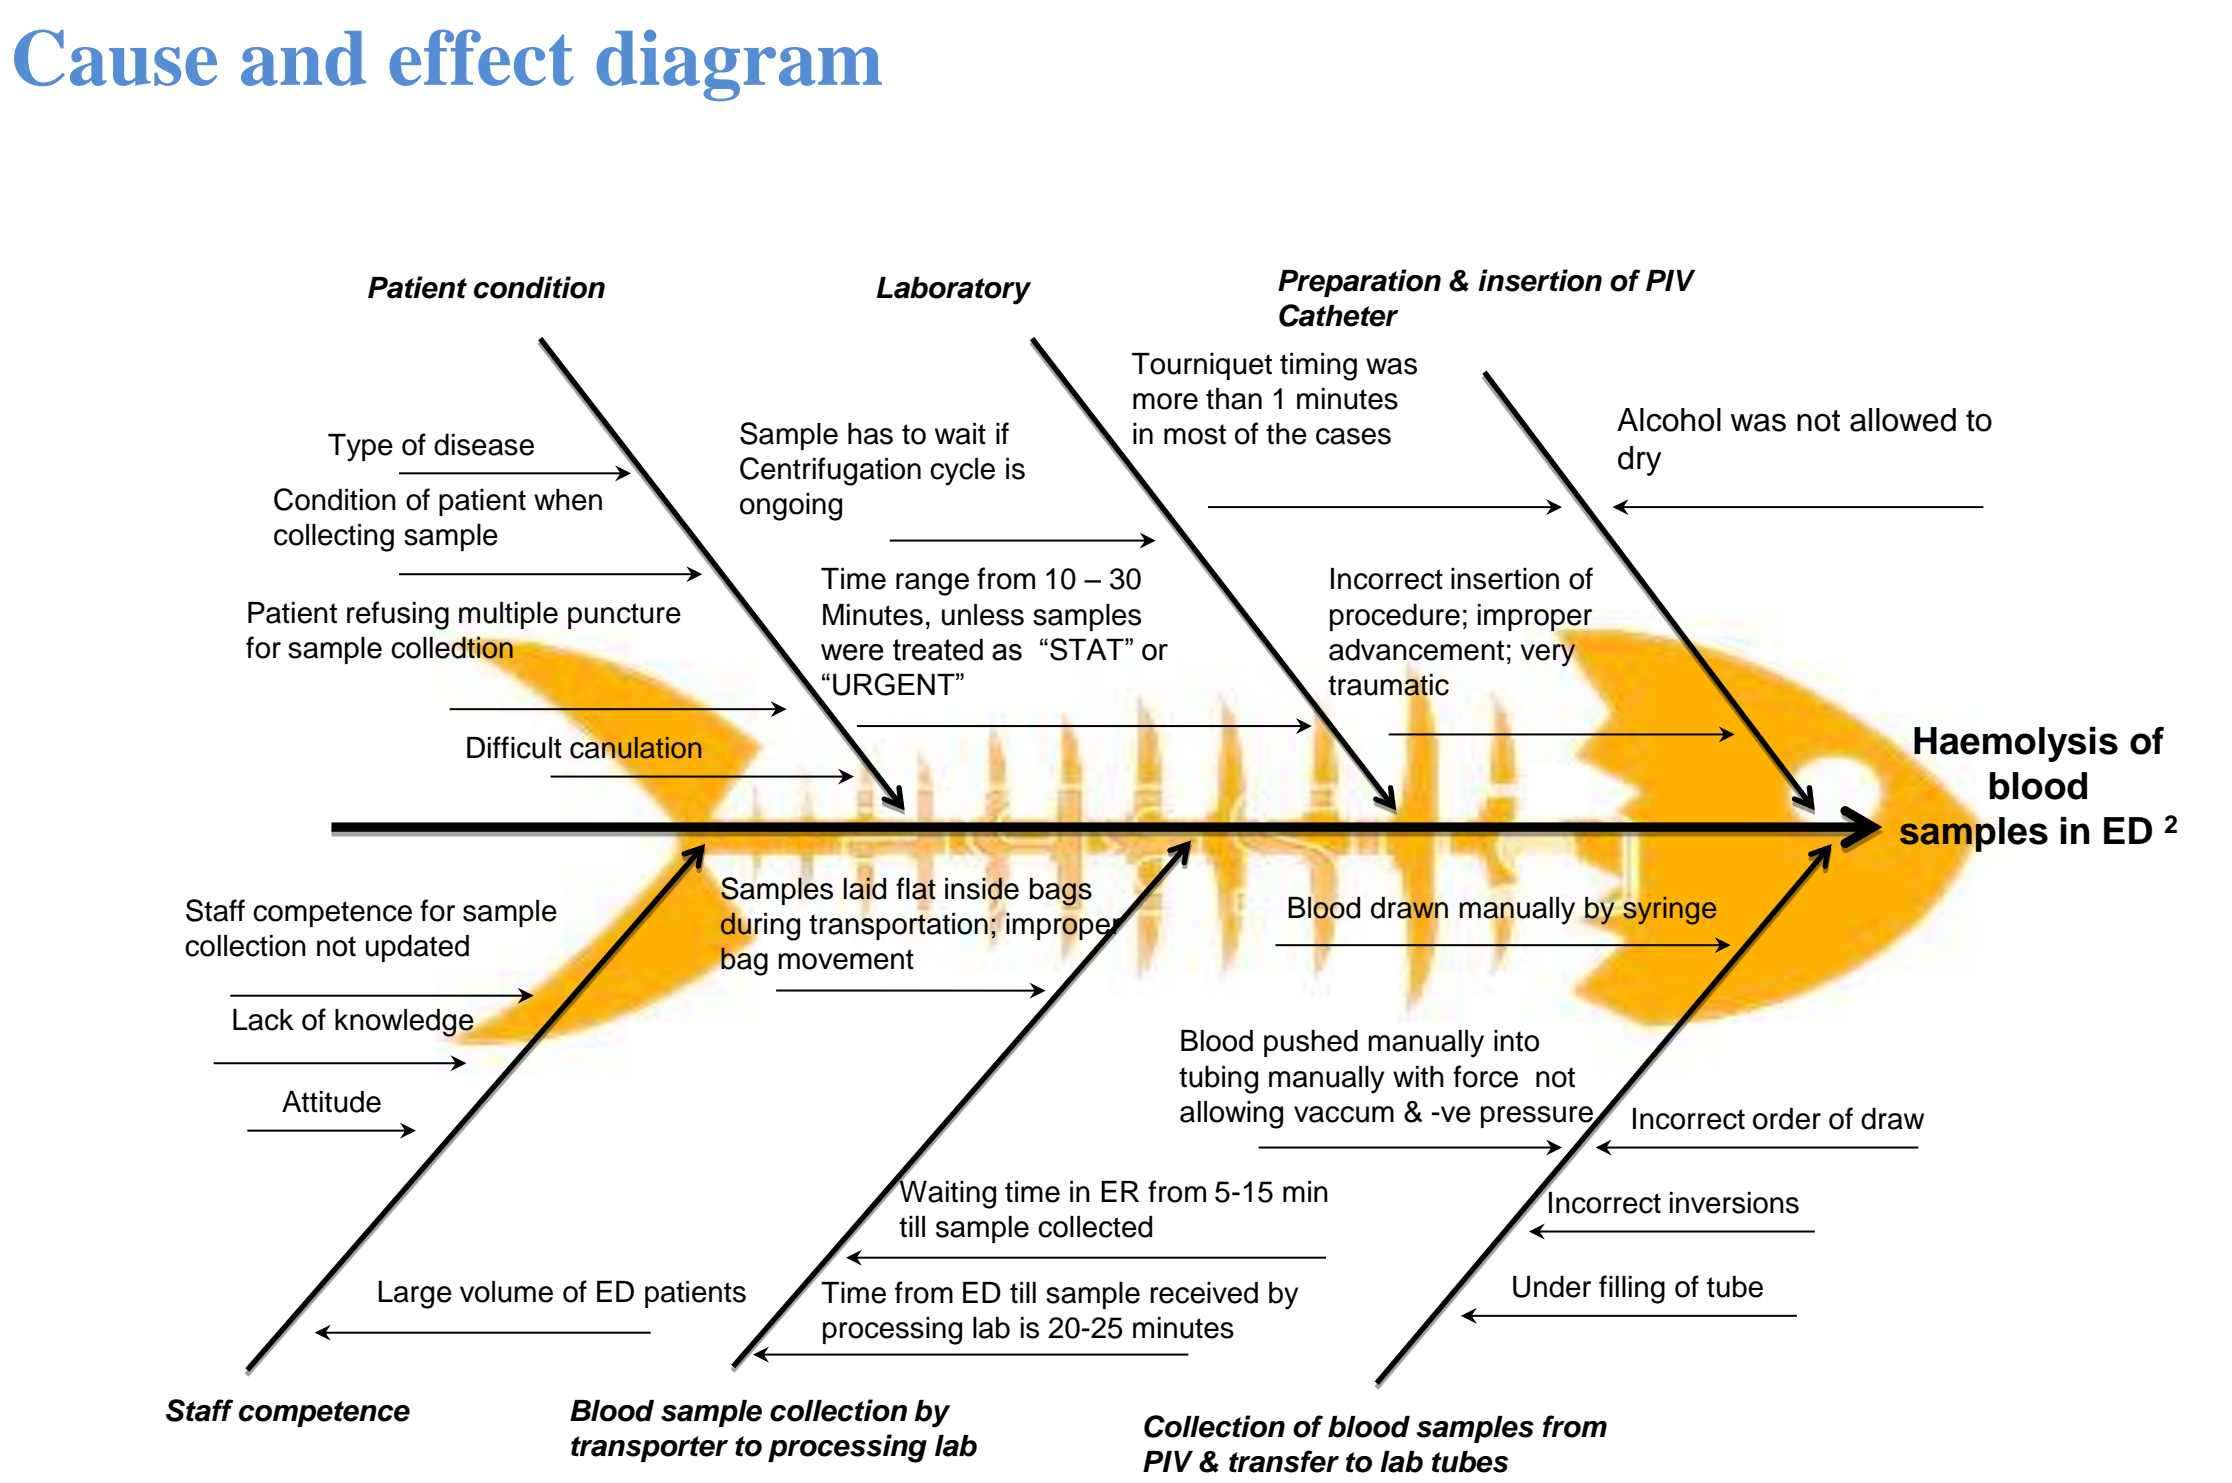 Cause and effect diagram
Patient condition
Laboratory
Preparation & insertion of PIV
Catheter
Type of disease
Condition of patient when
collecting sample
Patient refusing multiple puncture
for sample colledtion
Difficult canulation
Sample has to wait if
Centrifugation cycle is
ongoing
Time range from 10 – 30
Minutes, unless samples
were treated as “STAT” or
“URGENT”
Tourniquet timing was
more than 1 minutes
in most of the cases
Alcohol was not allowed to
dry
Incorrect insertion of
procedure; improper
advancement; very
traumatic
Haemolysis of
blood
samples in ED ²
Staff competence for sample
collection not updated
Lack of knowledge
Attitude
Large volume of ED patients
Samples laid flat inside bags
during transportation; improper
bag movement
Waiting time in ER from 5-15 min
till sample collected
Time from ED till sample received by
processing lab is 20-25 minutes
Blood drawn manually by syringe
Blood pushed manually into
tubing manually with force not
allowing vaccum & -ve pressure
Incorrect order of draw
Incorrect inversions
Under filling of tube
Staff competence
Blood sample collection by
transporter to processing lab
Collection of blood samples from
PIV & transfer to lab tubes